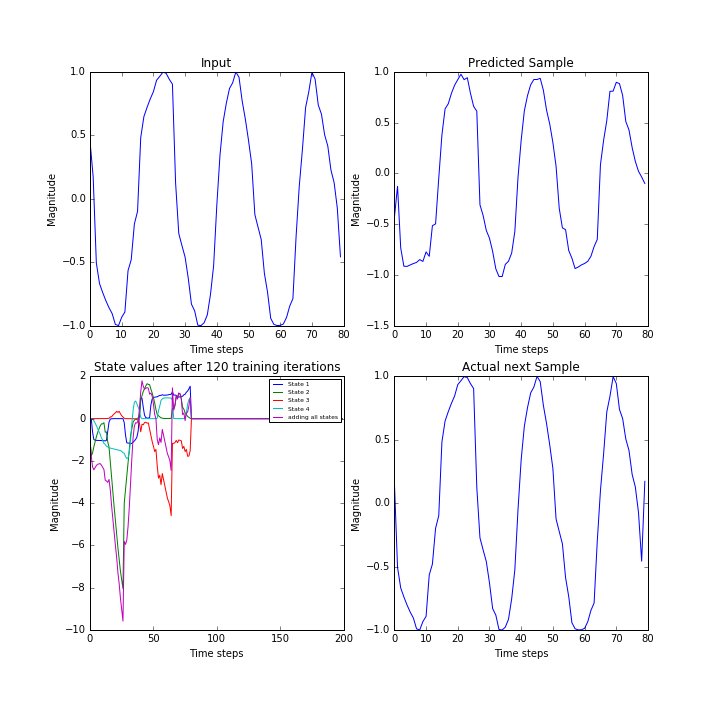 Input
1.0
0.5
0.0
−0.5
−1.0
Magnitude
0 10 20 30 40 50 60 70 80
Time steps
Predicted Sample
1.0
0.5
0.0
−0.5
−1.0
−1.5
Magnitude
0 10 20 30 40 50 60 70 80
Time steps
State values after 120 training iterations
2
0
−2
−4
−6
−8
−10
Magnitude
State 1
State 2
State 3
State 4
adding all states
0 50 100 150 200
Time steps
Actual next Sample
1.0
0.5
0.0
−0.5
−1.0
Magnitude
0 10 20 30 40 50 60 70 80
Time steps